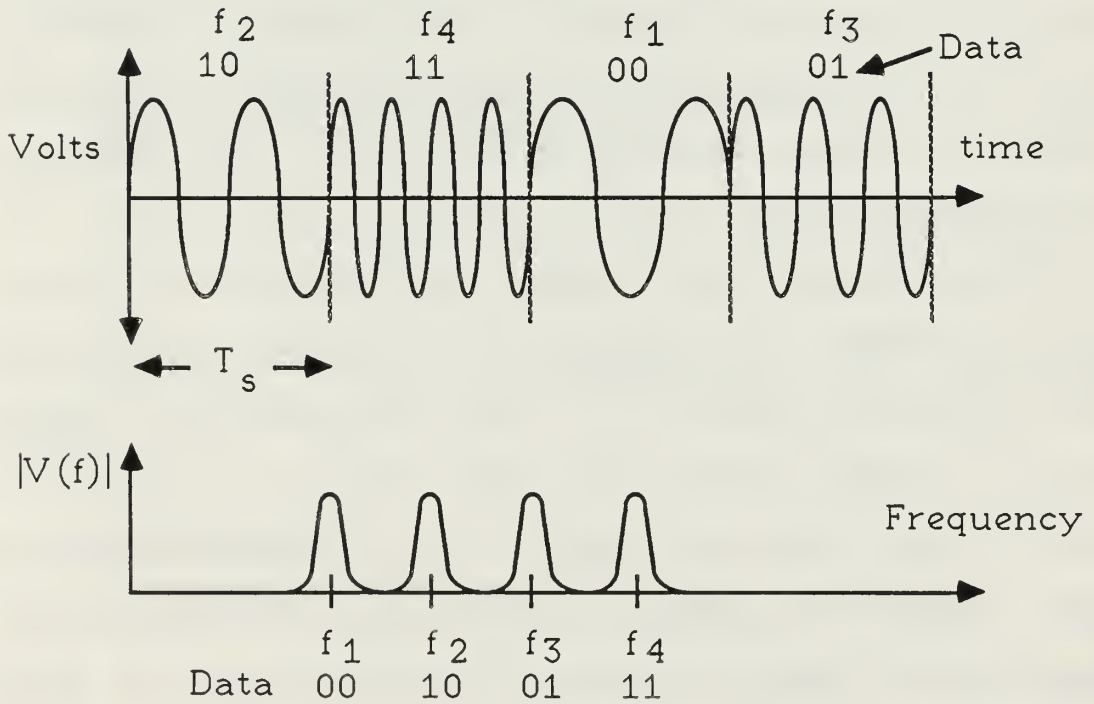 f2 f4 f1 f3
10 11 00 01 Data
Volts time
Ts
|V(f)|
Frequency
f1 f2 f3 f4
Data 00 10 01 11